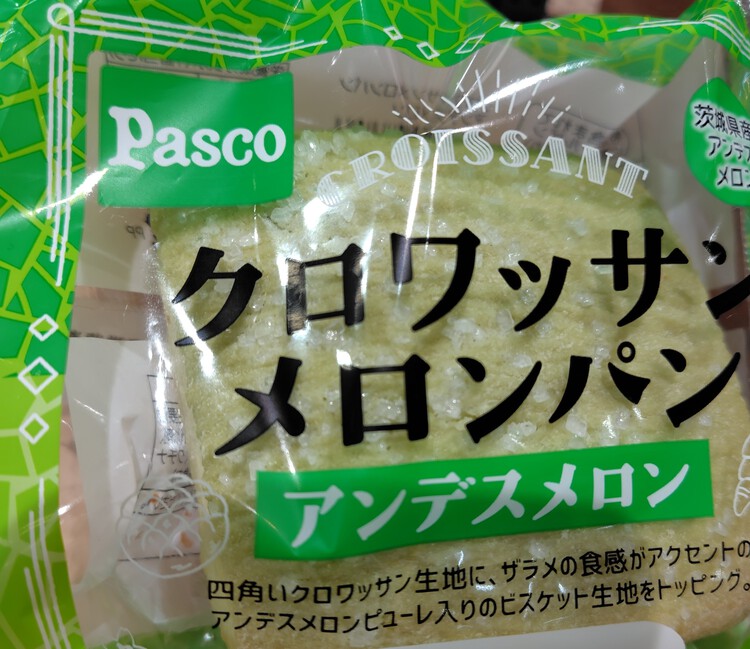 Pasco
CROISSANT
茨城県産
アンデス
メロン
クロワッサン
メロンパン
アンデスメロン
四角いクロワッサン生地に、ザラメの食感がアクセントの
アンデスメロンピューレ入りのビスケット生地をトッピング。